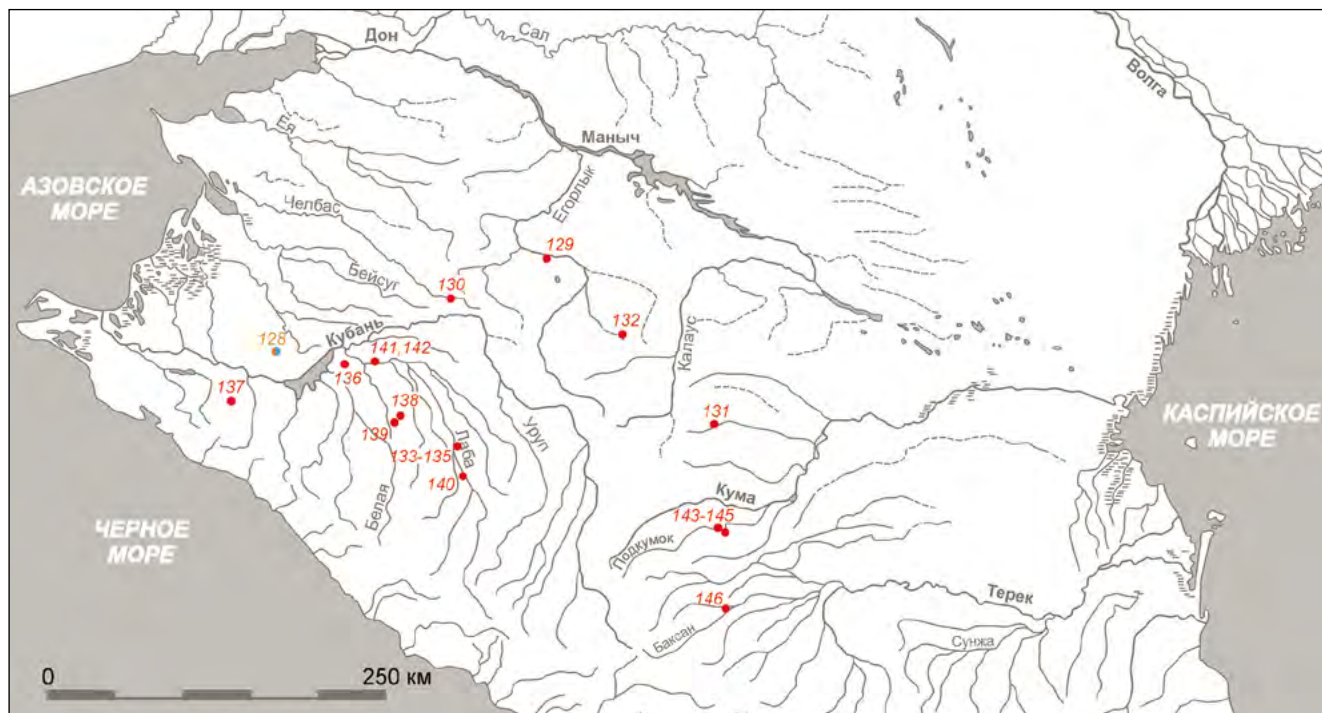 Дон
Сал
Волга
Ея
Маныч
АЗОВСКОЕ
МОРЕ
Челбас
Егорлык
129
Бейсуг
130
Калаус
132
Кубань
128
141,142
136
137
138
139
131
КАСПИЙСКОЕ
МОРЕ
Уруп
Лаба
133-135
140
Белая
Кума
ЧЕРНОЕ
МОРЕ
143-145
Подкумок
146
Терек
Баксан
Сунжа
0
250 км